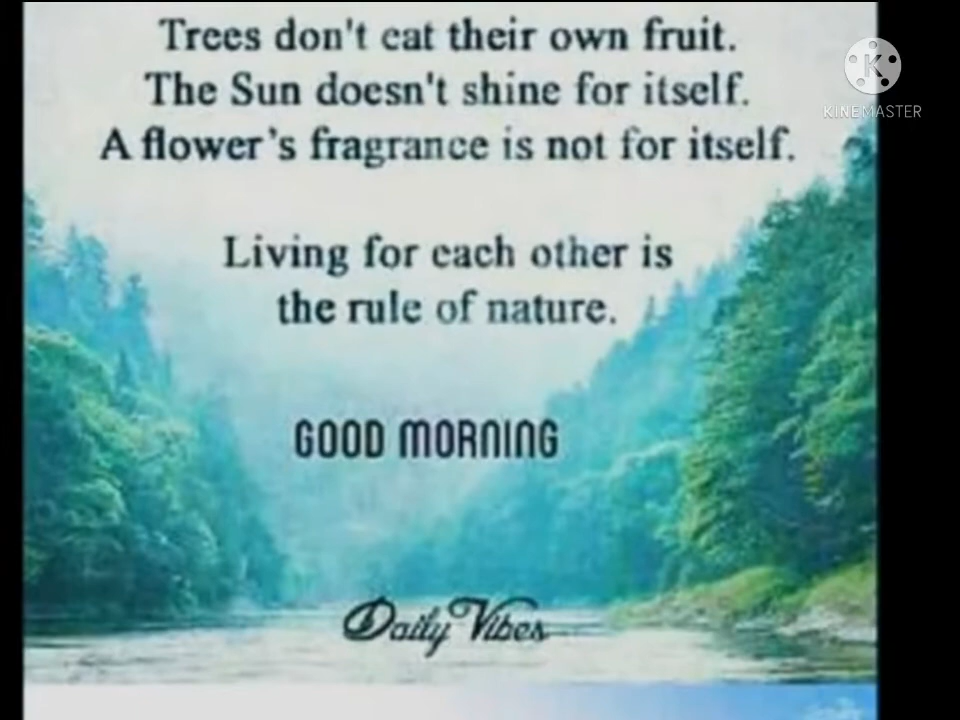 Trees don't eat their own fruit.
The Sun doesn't shine for itself.
A flower's fragrance is not for itself.
Living for each other is
the rule of nature.
GOOD MORNING
Daily Vibes
K
KINEMASTER